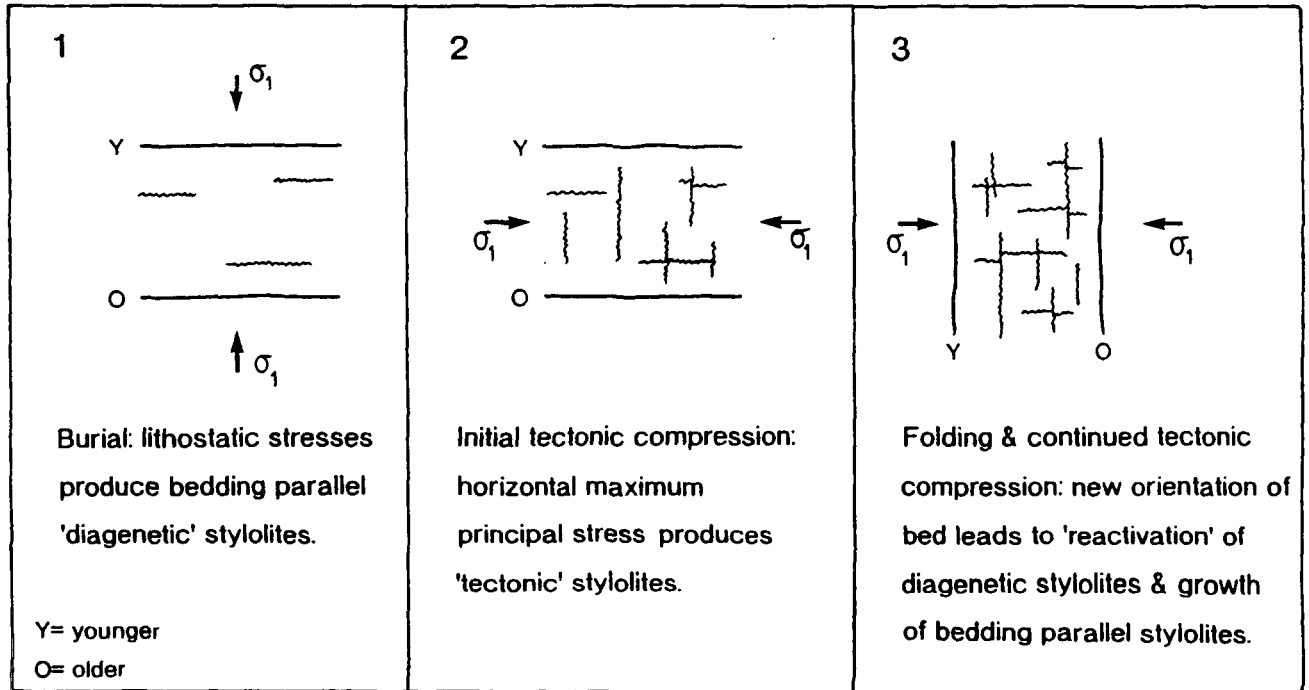 1
σ1
Y
O
σ1
Burial: lithostatic stresses
produce bedding parallel
'diagenetic' stylolites.
Y= younger
O= older
2
Y
σ1
σ1
O
Initial tectonic compression:
horizontal maximum
principal stress produces
'tectonic' stylolites.
3
σ1
σ1
Y
O
Folding & continued tectonic
compression: new orientation of
bed leads to 'reactivation' of
diagenetic stylolites & growth
of bedding parallel stylolites.